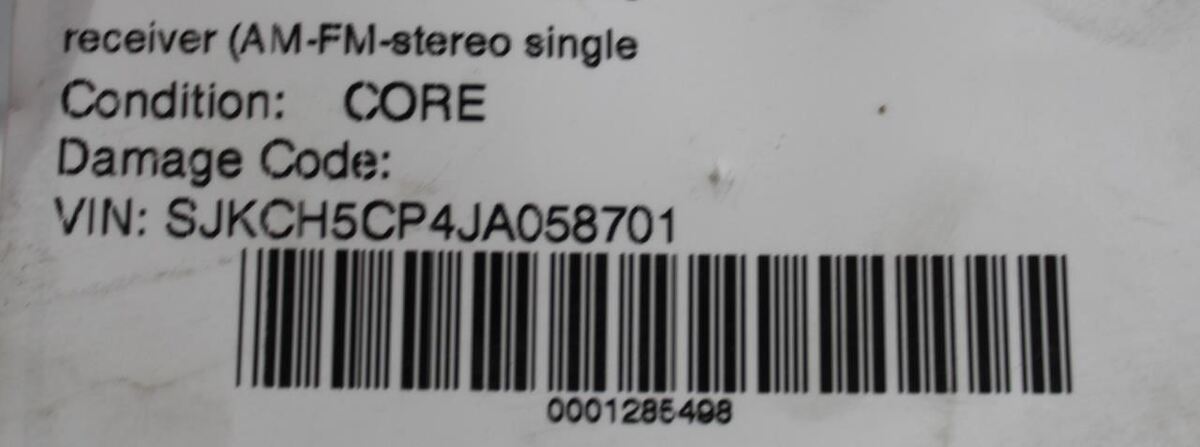 receiver (AM-FM-stereo single
Condition: CORE
Damage Code:
VIN: SJKCH5CP4JA058701
0001285498